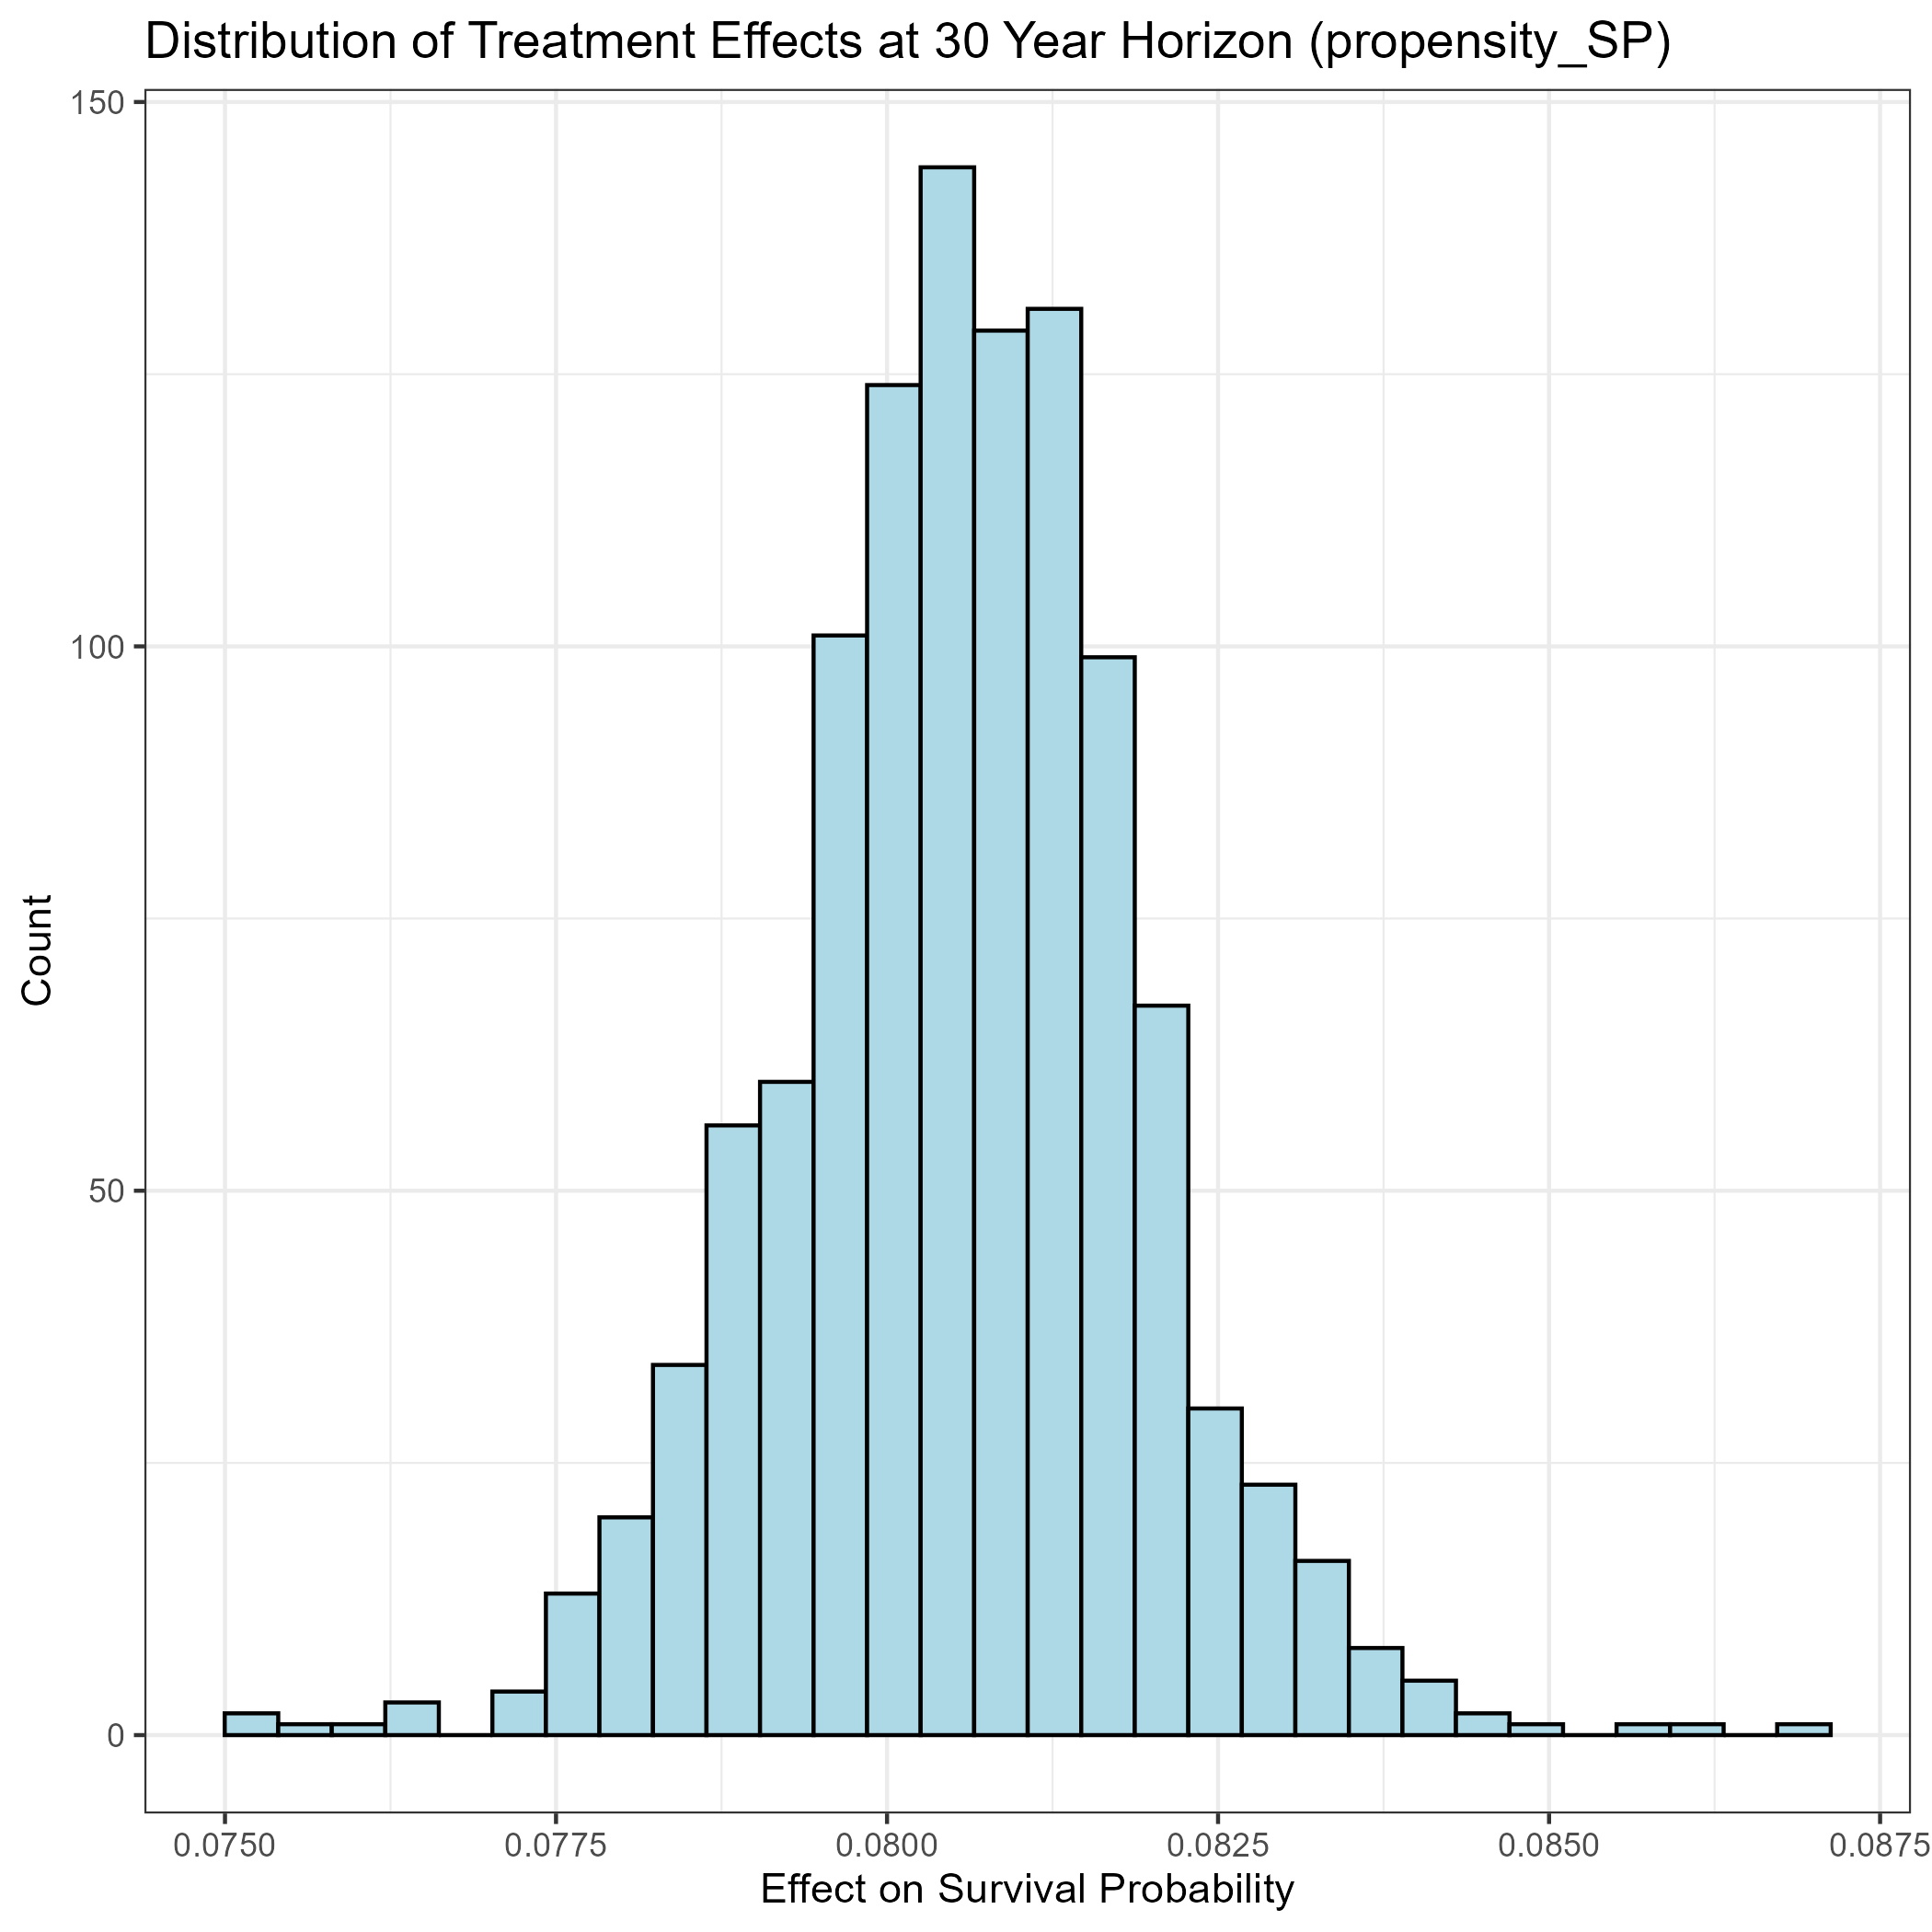 Distribution of Treatment Effects at 30 Year Horizon (propensity_SP)
150
100
50
0
Count
0.0750 0.0775 0.0800 0.0825 0.0850 0.0875
Effect on Survival Probability